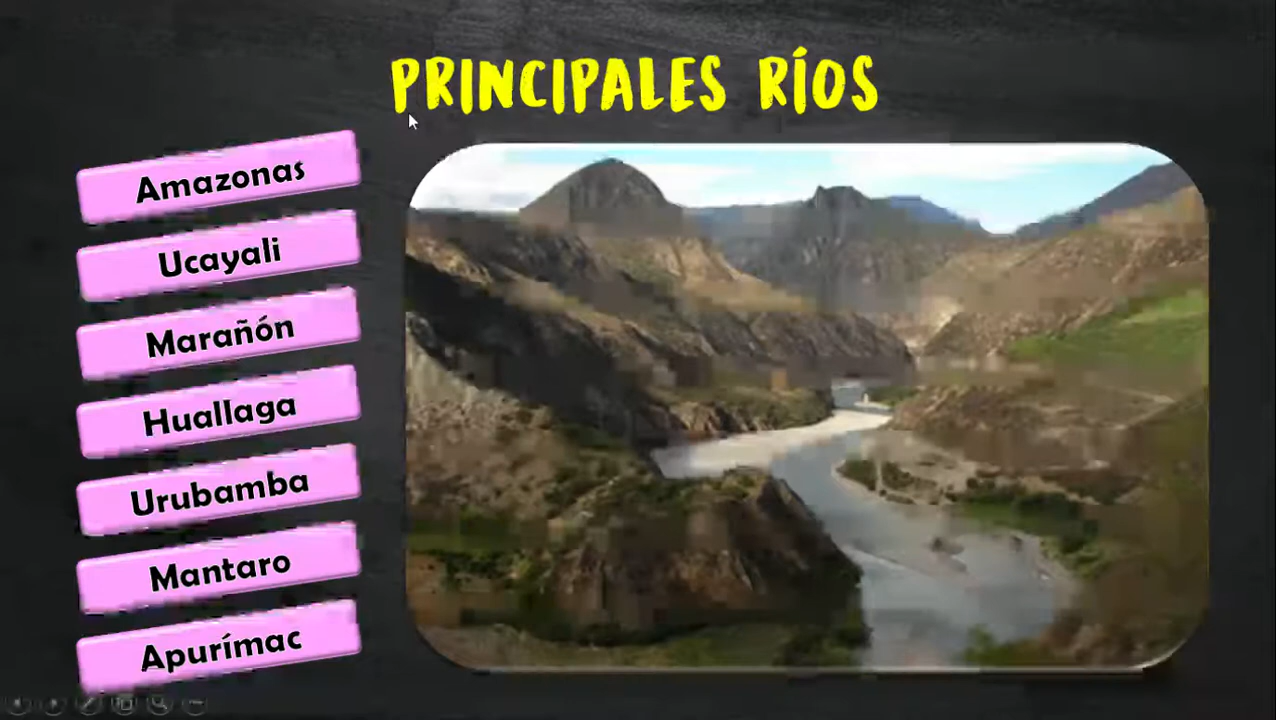 PRINCIPALES RÍOS
Amazonas
Ucayali
Marañón
Huallaga
Urubamba
Mantaro
Apurímac